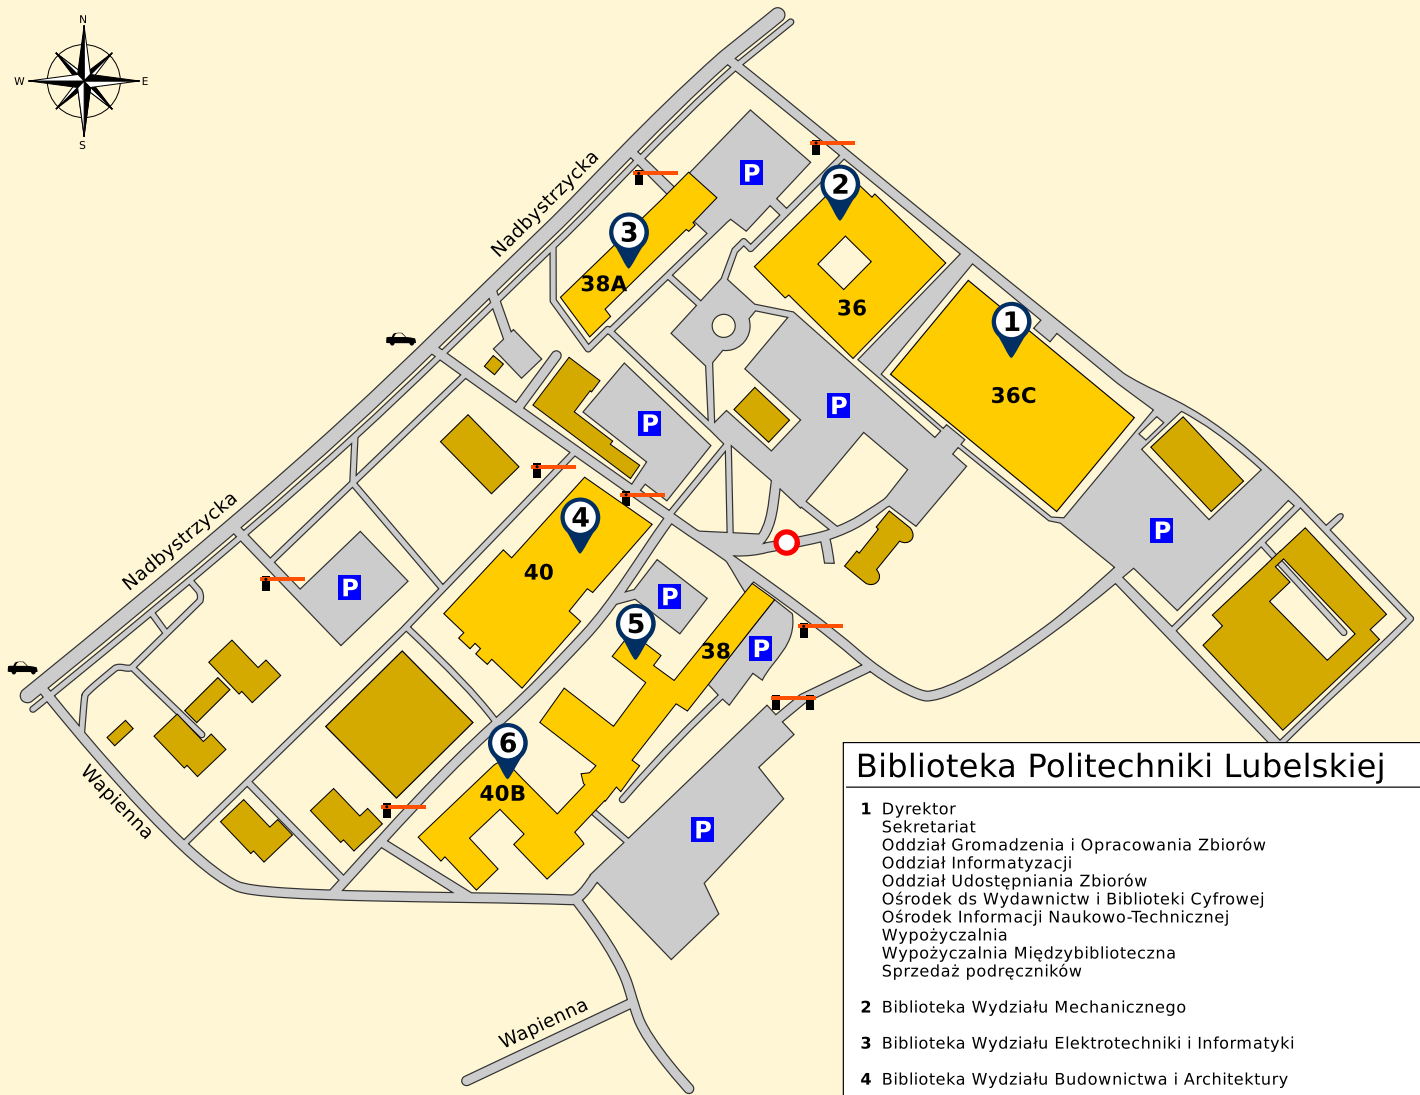 N
W E
S
Nadbystrzycka
P
2
3
38A
36
1
36C
P
P
Nadbystrzycka
4
40
P
P
P
5
38
P
6
40B
P
Wapienna
Wapienna
Biblioteka Politechniki Lubelskiej
1 Dyrektor
Sekretariat
Oddział Gromadzenia i Opracowania Zbiorów
Oddział Informatyzacji
Oddział Udostępniania Zbiorów
Ośrodek ds Wydawnictw i Biblioteki Cyfrowej
Ośrodek Informacji Naukowo-Technicznej
Wypożyczalnia
Wypożyczalnia Międzybiblioteczna
Sprzedaż podręczników
2 Biblioteka Wydziału Mechanicznego
3 Biblioteka Wydziału Elektrotechniki i Informatyki
4 Biblioteka Wydziału Budownictwa i Architektury